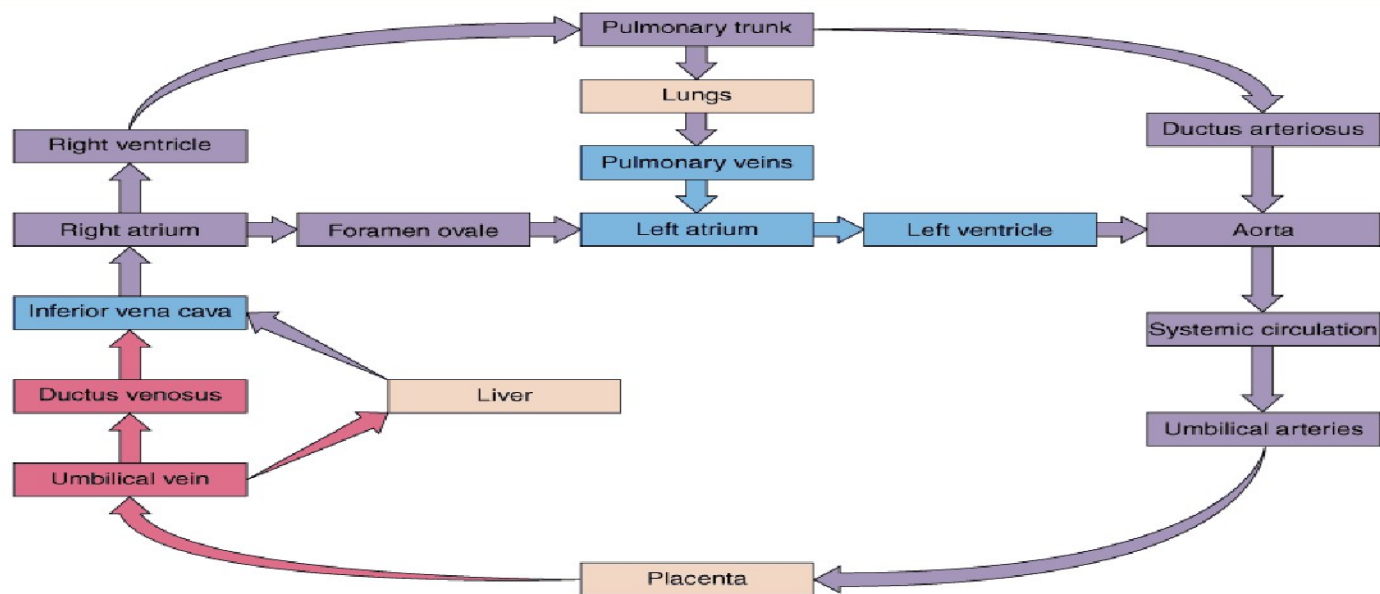 Pulmonary trunk
Lungs
Right ventricle
Ductus arteriosus
Pulmonary veins
Right atrium
Foramen ovale
Left atrium
Left ventricle
Aorta
Inferior vena cava
Systemic circulation
Ductus venosus
Liver
Umbilical arteries
Umbilical vein
Placenta